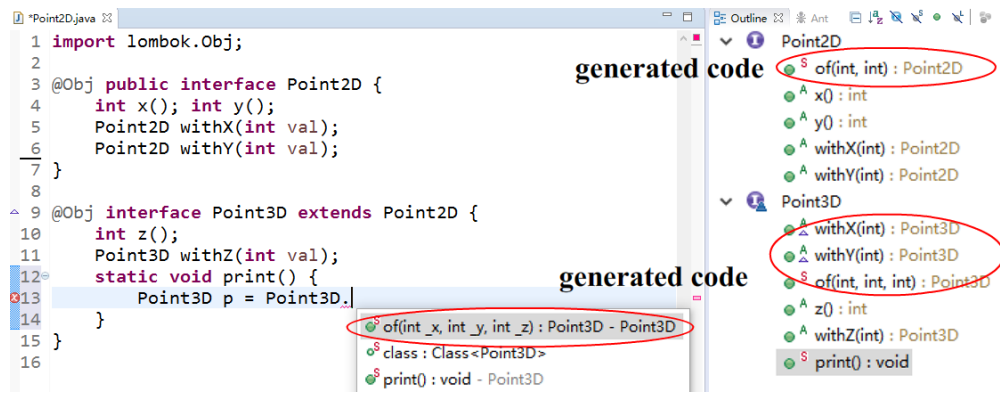 *Point2D.java
1 import lombok.Obj;
2
3 @Obj public interface Point2D {
4 int x(); int y();
5 Point2D withX(int val);
6 Point2D withY(int val);
7 }
8
9 @Obj interface Point3D extends Point2D {
10 int z();
11 Point3D withZ(int val);
12 static void print() {
13 Point3D p = Point3D.
14 }
15 }
16
of(int _x, int _y, int _z) : Point3D - Point3D
class : Class<Point3D>
print() : void - Point3D
generated code
generated code
Outline
Ant
Point2D
S of(int, int) : Point2D
A x() : int
A y() : int
A withX(int) : Point2D
A withY(int) : Point2D
Point3D
A withX(int) : Point3D
A withY(int) : Point3D
S of(int, int, int) : Point3D
A z() : int
A withZ(int) : Point3D
S print() : void